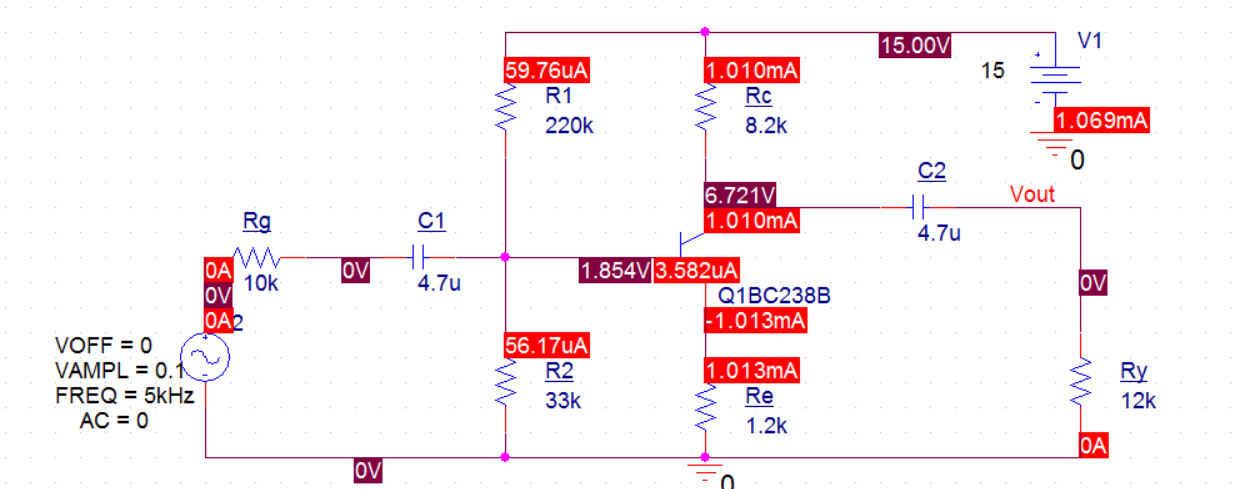 15.00V
V1
15
59.76uA
R1
220k
1.010mA
Rc
8.2k
1.069mA
0
C2
4.7u
Vout
6.721V
1.010mA
Rg
10k
C1
4.7u
0A
0V
0A
2
0V
1.854V
3.582uA
Q1BC238B
-1.013mA
0V
VOFF = 0
VAMPL = 0.1
FREQ = 5kHz
AC = 0
56.17uA
R2
33k
1.013mA
Re
1.2k
Ry
12k
0A
0V
0